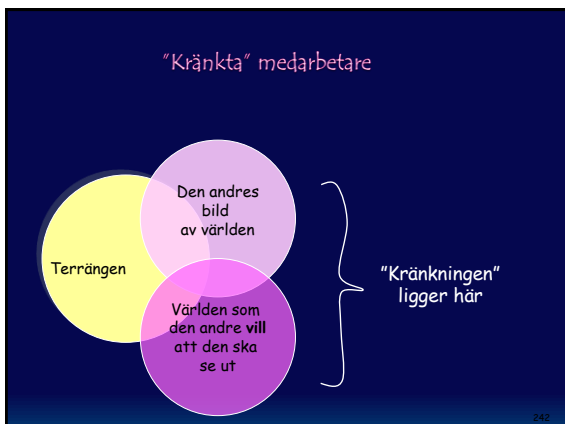 "Kränkta" medarbetare
Den andres
bild
av världen
Terrängen
"Kränkningen"
ligger här
Världen som
den andre vill
att den ska
se ut
242